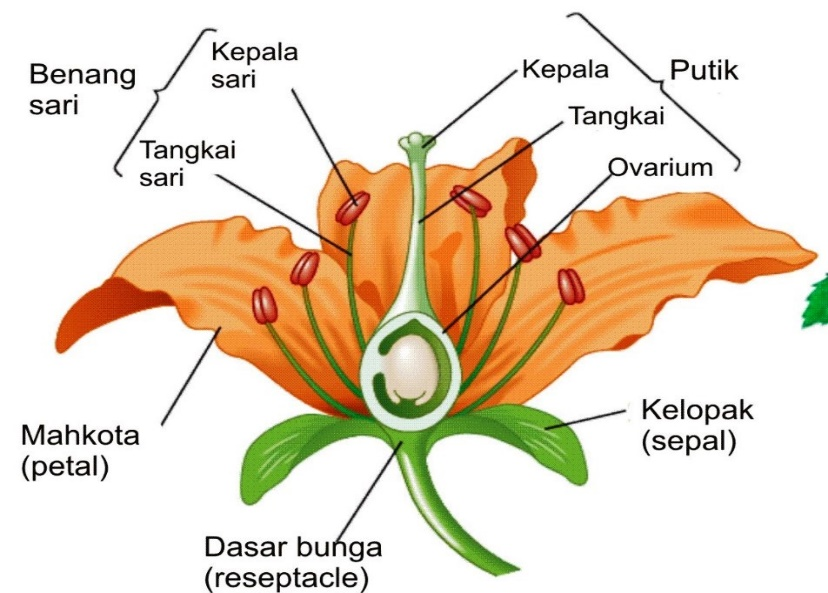 Benang
sari
Kepala
sari
Tangkai
sari
Kepala
Putik
Tangkai
Ovarium
Mahkota
(petal)
Kelopak
(sepal)
Dasar bunga
(reseptacle)